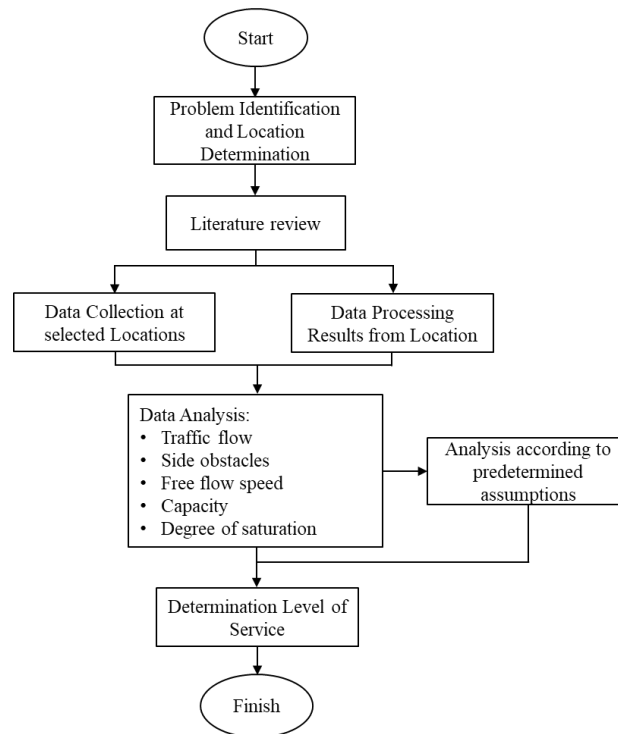 Start
Problem Identification
and Location
Determination
Literature review
Data Collection at
selected Locations
Data Processing
Results from Location
Data Analysis:
• Traffic flow
• Side obstacles
• Free flow speed
• Capacity
• Degree of saturation
Analysis according to
predetermined
assumptions
Determination Level of
Service
Finish